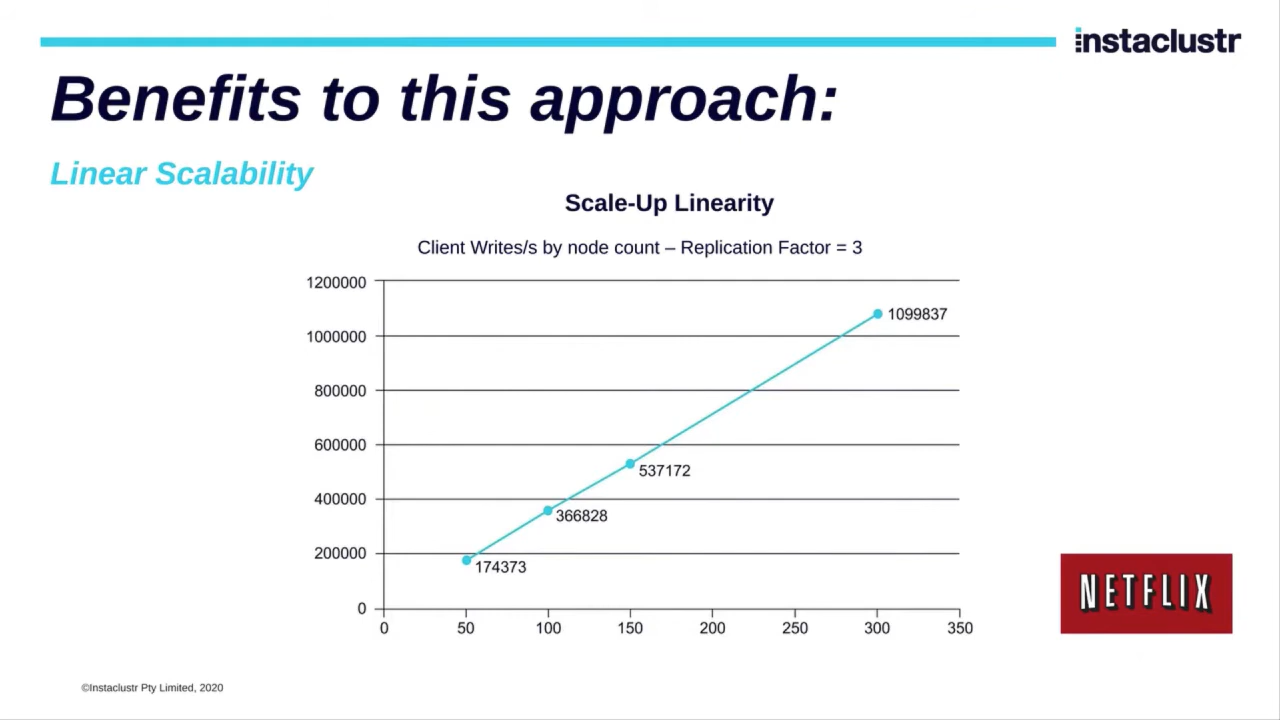 instaclustr
Benefits to this approach:
Linear Scalability
Scale-Up Linearity
Client Writes/s by node count – Replication Factor = 3
1200000
1000000
800000
600000
400000
200000
0
1099837
537172
366828
174373
0 50 100 150 200 250 300 350
NETFLIX
©Instaclustr Pty Limited, 2020